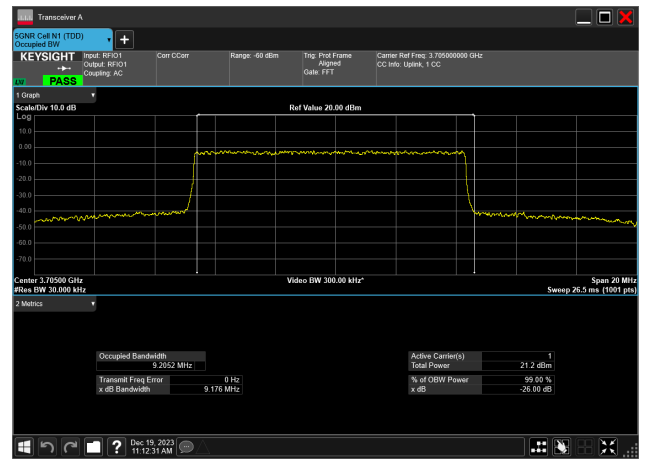 Transceiver A
5GNR Cell N1 (TDD)
Occupied BW
KEYSIGHT
LW PASS
Input: RFIO1
Output: RFIO1
Coupling: AC
Corr CCorr
Range: -60 dBm
Trig: Prot Frame
Aligned
Gate: FFT
Carrier Ref Freq: 3.705000000 GHz
CC Info: Uplink, 1 CC
1 Graph
Scale/Div 10.0 dB
Ref Value 20.00 dBm
Log
10.0
0.00
-10.0
-20.0
-30.0
-40.0
-50.0
-60.0
-70.0
Center 3.70500 GHz
Video BW 300.00 kHz*
Span 20 MHz
#Res BW 30.000 kHz
Sweep 26.5 ms (1001 pts)
2 Metrics
Occupied Bandwidth
9.2052 MHz
Transmit Freq Error 0 Hz
x dB Bandwidth 9.176 MHz
Active Carrier(s) 1
Total Power 21.2 dBm
% of OBW Power 99.00 %
x dB -26.00 dB
?
Dec 19, 2023
11:12:31 AM